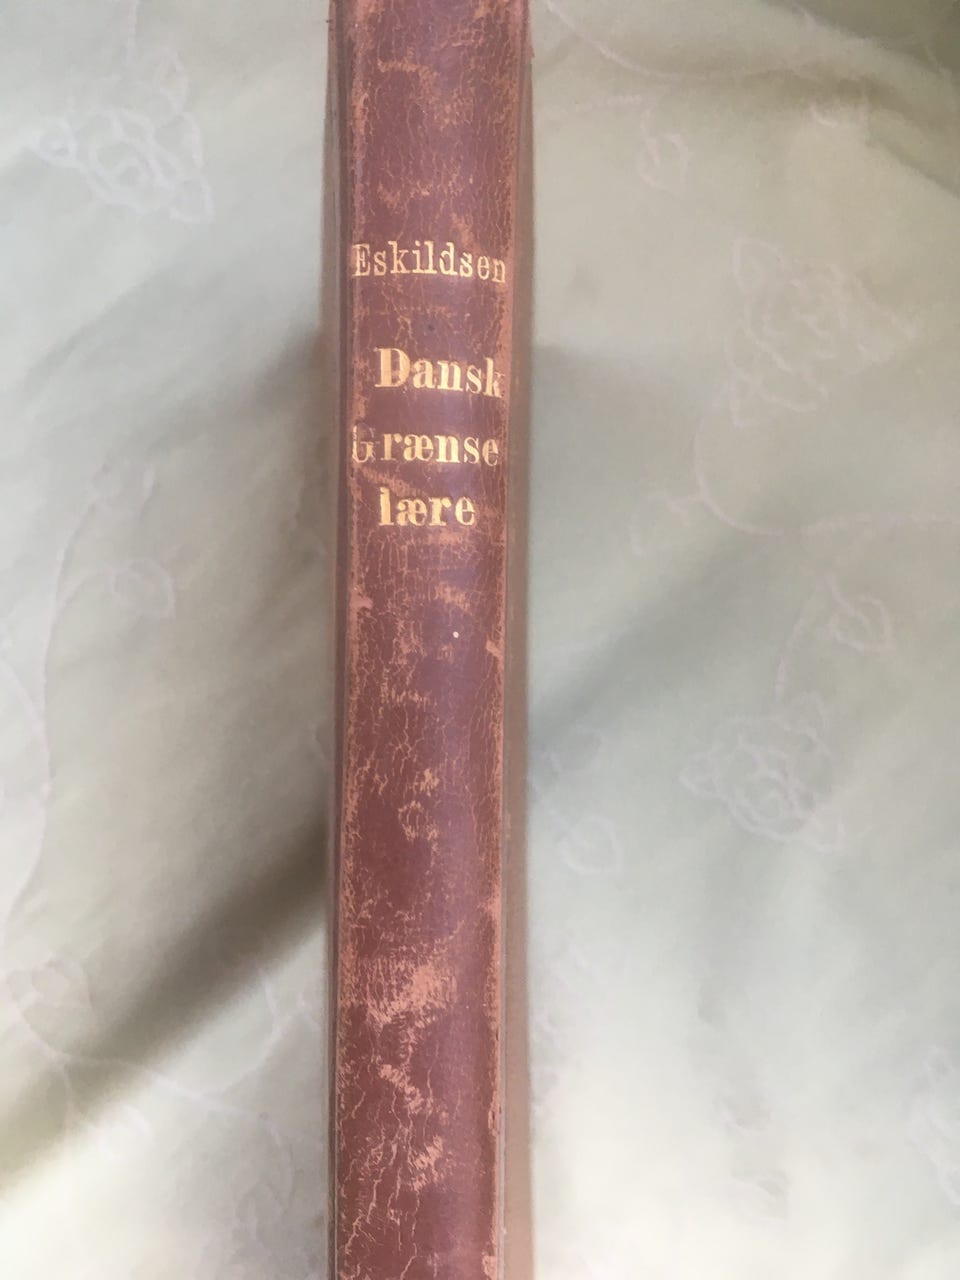 Eskildsen
Dansk
Grænse
lære